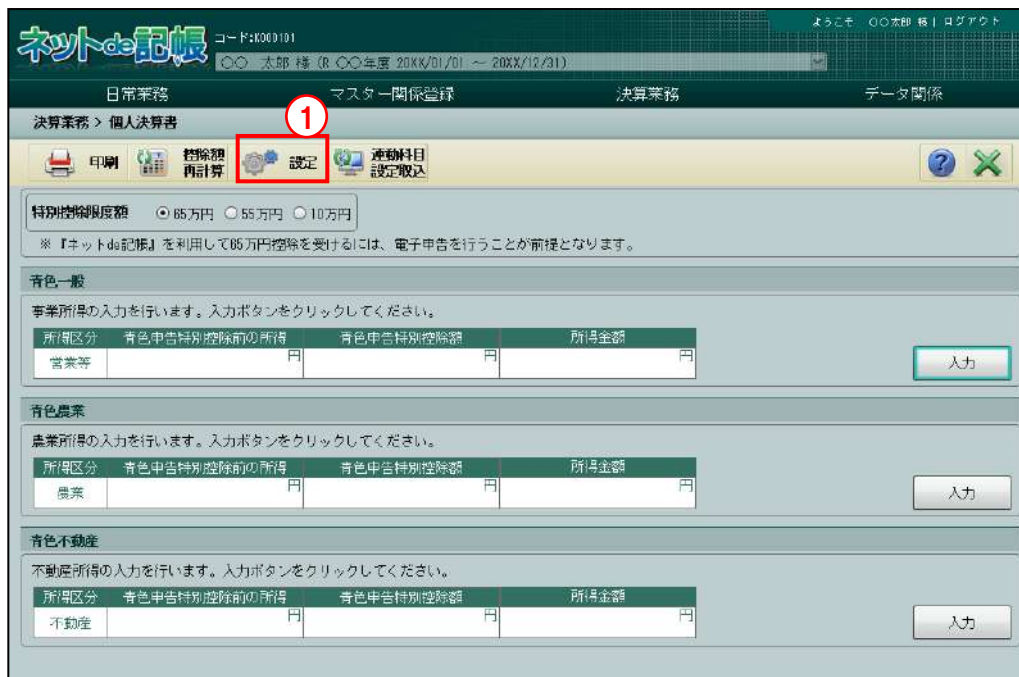 ようこそ 〇〇太郎 様 | ログアウト
ネットde記帳 コード:K000101
〇〇 太郎 様 (R 〇〇年度 20XX/01/01 ～ 20XX/12/31)
日常業務 マスター関係登録 決算業務 データ関係
決算業務 > 個人決算書
1
印刷 控除額再計算 設定 連動科目設定取込 ?
特別控除限度額 65万円 55万円 10万円
※『ネットde記帳』を利用して65万円控除を受けるには、電子申告を行うことが前提となります。
青色一般
事業所得の入力を行います。入力ボタンをクリックしてください。
所得区分 青色申告特別控除前の所得 青色申告特別控除額 所得金額
営業等 円 円 円 入力
青色農業
農業所得の入力を行います。入力ボタンをクリックしてください。
所得区分 青色申告特別控除前の所得 青色申告特別控除額 所得金額
農業 円 円 円 入力
青色不動産
不動産所得の入力を行います。入力ボタンをクリックしてください。
所得区分 青色申告特別控除前の所得 青色申告特別控除額 所得金額
不動産 円 円 円 入力